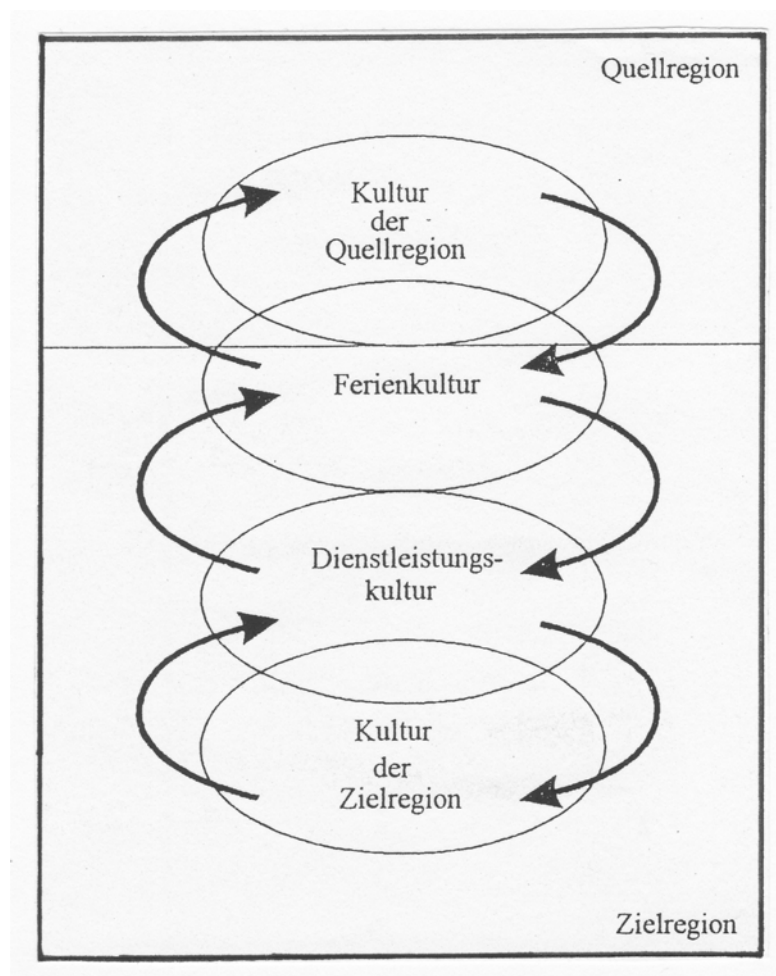 Quellregion
Kultur
der
Quellregion
Ferienkultur
Dienstleistungs-
kultur
Kultur
der
Zielregion
Zielregion